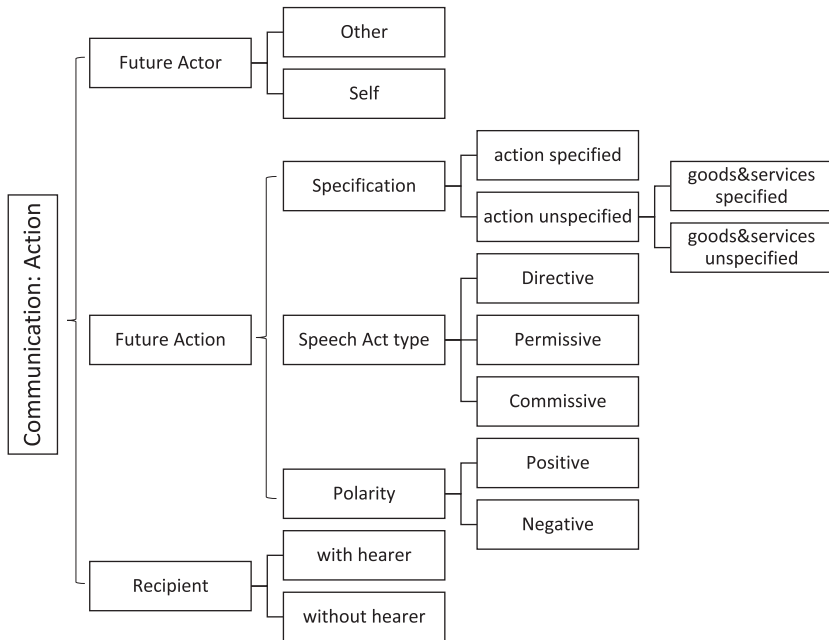 Communication: Action
Future Actor
Other
Self
Future Action
Specification
action specified
action unspecified
goods&services
specified
goods&services
unspecified
Speech Act type
Directive
Permissive
Commissive
Polarity
Positive
Negative
Recipient
with hearer
without hearer